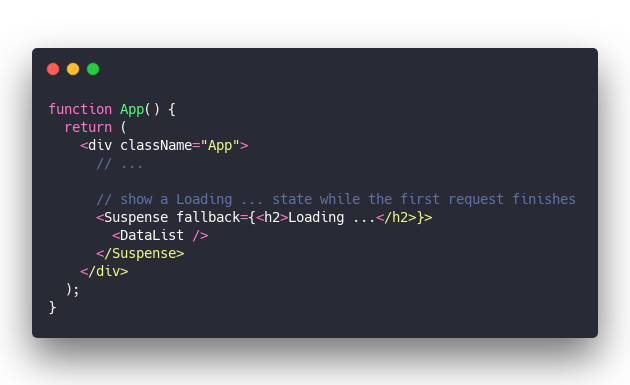 function App() {
  return (
    <div className="App">
      // ...

      // show a Loading ... state while the first request finishes
      <Suspense fallback={<h2>Loading ...</h2>}>
        <DataList />
      </Suspense>
    </div>
  );
}